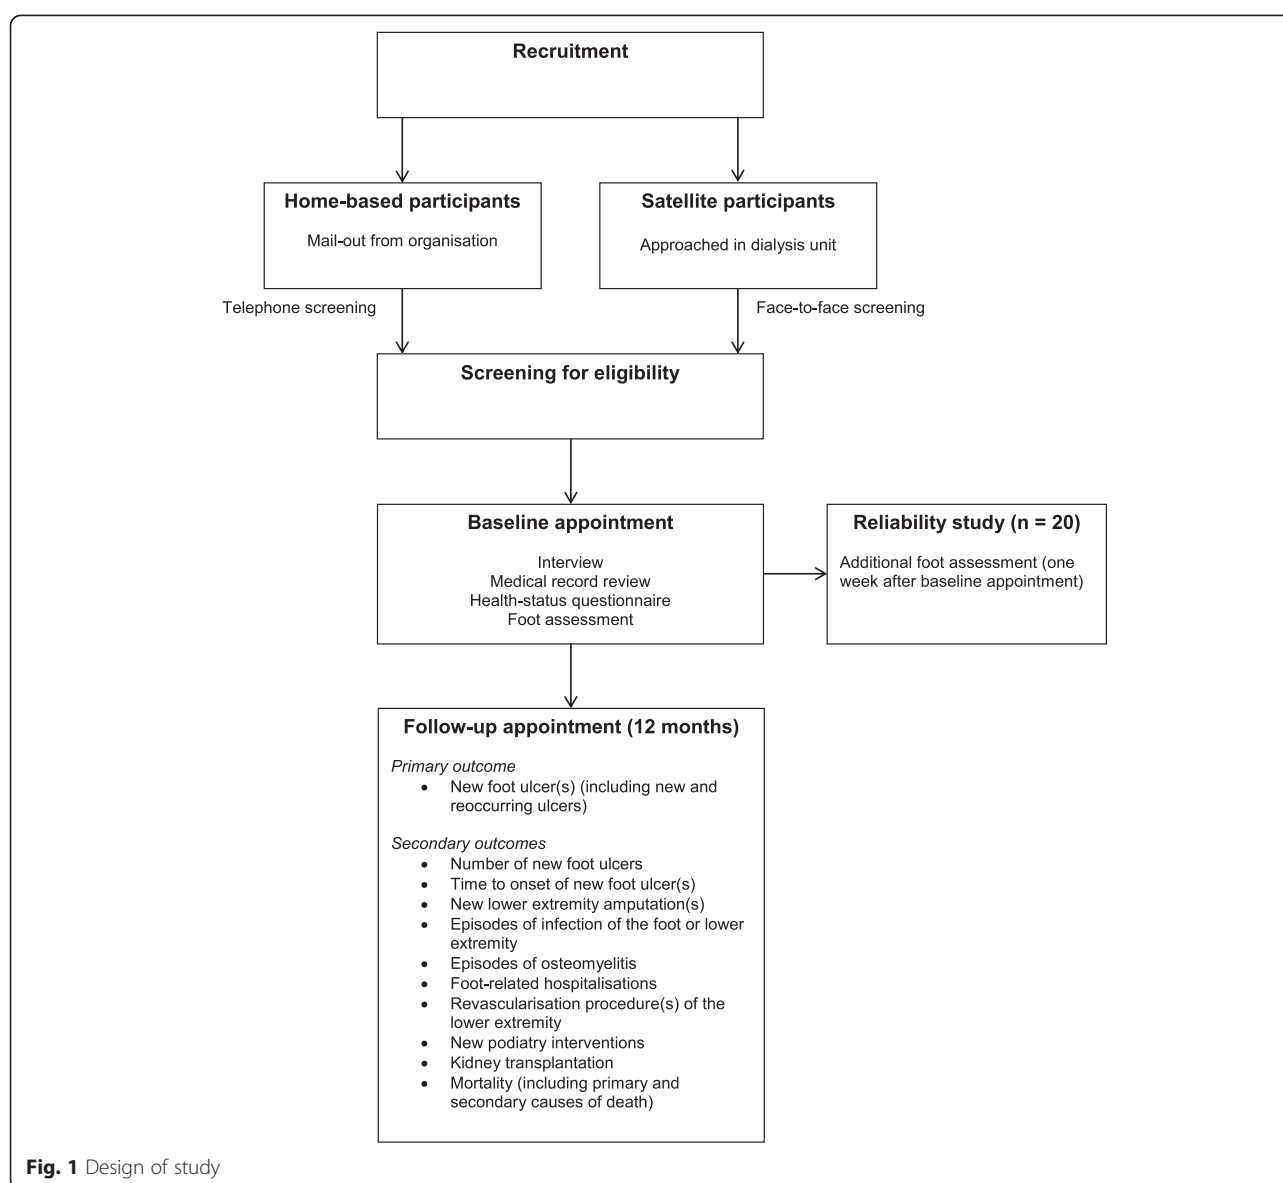 Recruitment
Home-based participants
Mail-out from organisation
Satellite participants
Approached in dialysis unit
Telephone screening
Face-to-face screening
Screening for eligibility
Baseline appointment
Interview
Medical record review
Health-status questionnaire
Foot assessment
Reliability study (n = 20)
Additional foot assessment (one
week after baseline appointment)
Follow-up appointment (12 months)
Primary outcome
• New foot ulcer(s) (including new and
reoccurring ulcers)
Secondary outcomes
• Number of new foot ulcers
• Time to onset of new foot ulcer(s)
• New lower extremity amputation(s)
• Episodes of infection of the foot or lower
extremity
• Episodes of osteomyelitis
• Foot-related hospitalisations
• Revascularisation procedure(s) of the
lower extremity
• New podiatry interventions
• Kidney transplantation
• Mortality (including primary and
secondary causes of death)
Fig. 1 Design of study